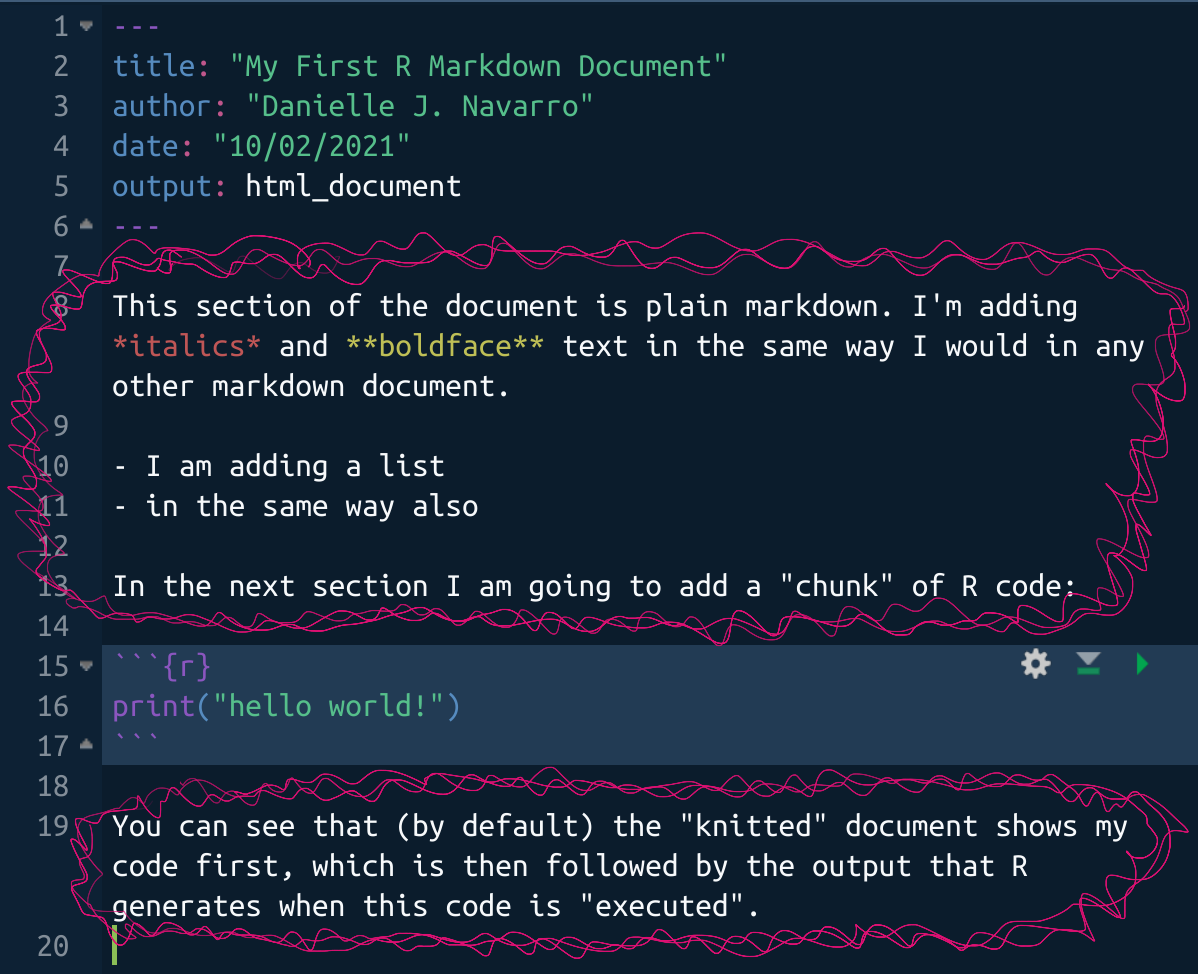 1 ---
2 title: "My First R Markdown Document"
3 author: "Danielle J. Navarro"
4 date: "10/02/2021"
5 output: html_document
6 ---
7
8 This section of the document is plain markdown. I'm adding
*italics* and **boldface** text in the same way I would in any
other markdown document.
9
10 - I am adding a list
11 - in the same way also
12
13 In the next section I am going to add a "chunk" of R code:
14
15 ```{r}
16 print("hello world!")
17 ```
18
19 You can see that (by default) the "knitted" document shows my
code first, which is then followed by the output that R
generates when this code is "executed".
20